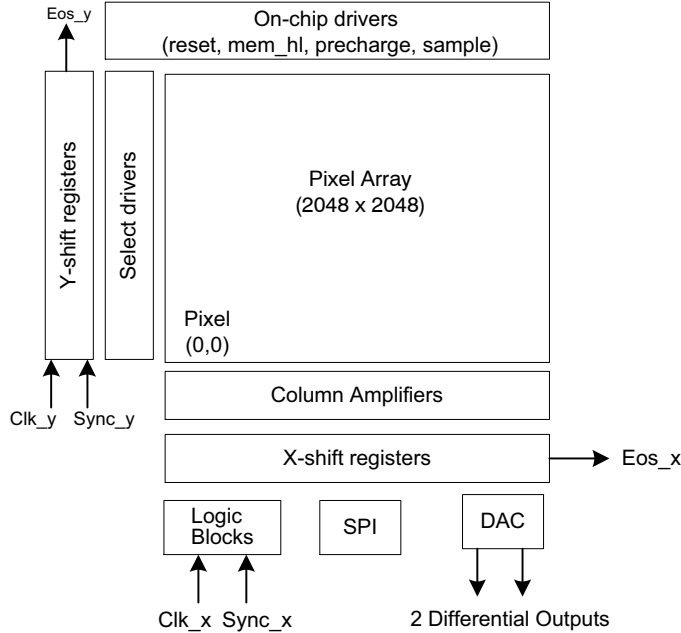 Eos_y
On-chip drivers
(reset, mem_hl, precharge, sample)
Y-shift registers
Select drivers
Pixel Array
(2048 x 2048)
Pixel
(0,0)
Clk_y
Sync_y
Column Amplifiers
X-shift registers
Eos_x
Logic
Blocks
SPI
DAC
Clk_x
Sync_x
2 Differential Outputs